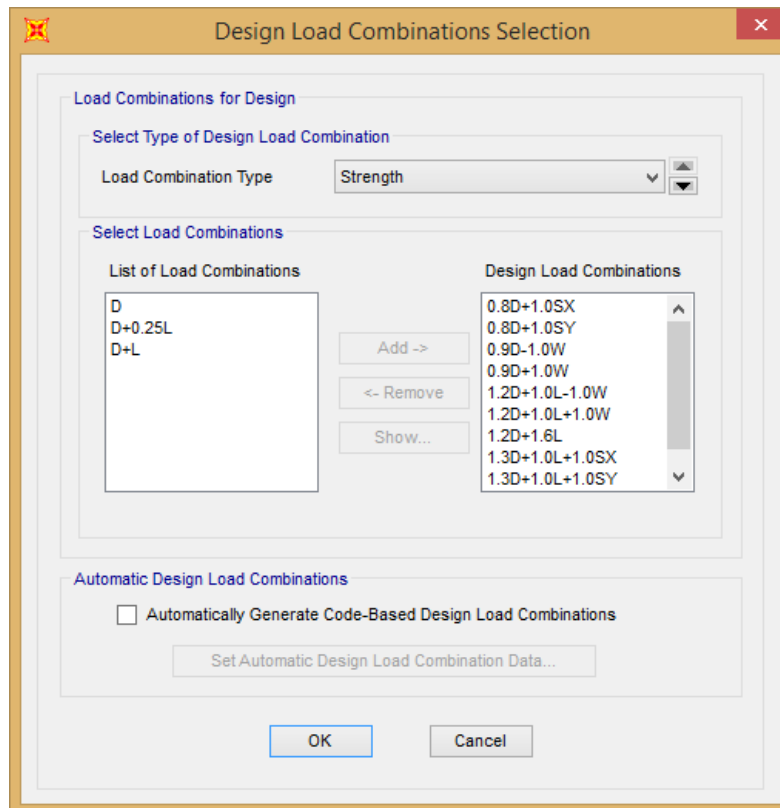 Design Load Combinations Selection
Load Combinations for Design
Select Type of Design Load Combination
Load Combination Type
Strength
Select Load Combinations
List of Load Combinations
D
D+0.25L
D+L
Add ->
<- Remove
Show...
Design Load Combinations
0.8D+1.0SX
0.8D+1.0SY
0.9D-1.0W
0.9D+1.0W
1.2D+1.0L-1.0W
1.2D+1.0L+1.0W
1.2D+1.6L
1.3D+1.0L+1.0SX
1.3D+1.0L+1.0SY
Automatic Design Load Combinations
Automatically Generate Code-Based Design Load Combinations
Set Automatic Design Load Combination Data...
OK
Cancel